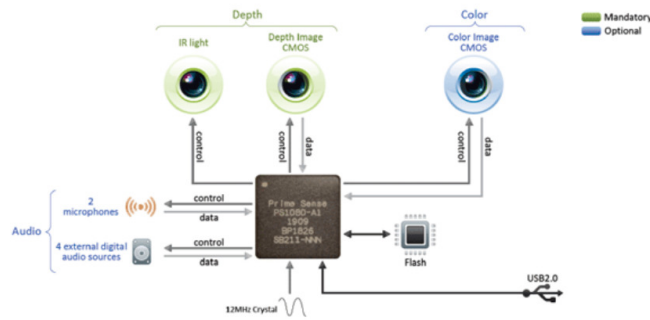 Depth
Color
Mandatory
Optional
IR light
Depth Image
CMOS
Color Image
CMOS
control
control
data
control
data
Prime Sense
PS1080-A1
1909
BP1826
SB211-NNN
Audio
2
microphones
control
data
4 external digital
audio sources
control
data
Flash
USB2.0
12MHz Crystal